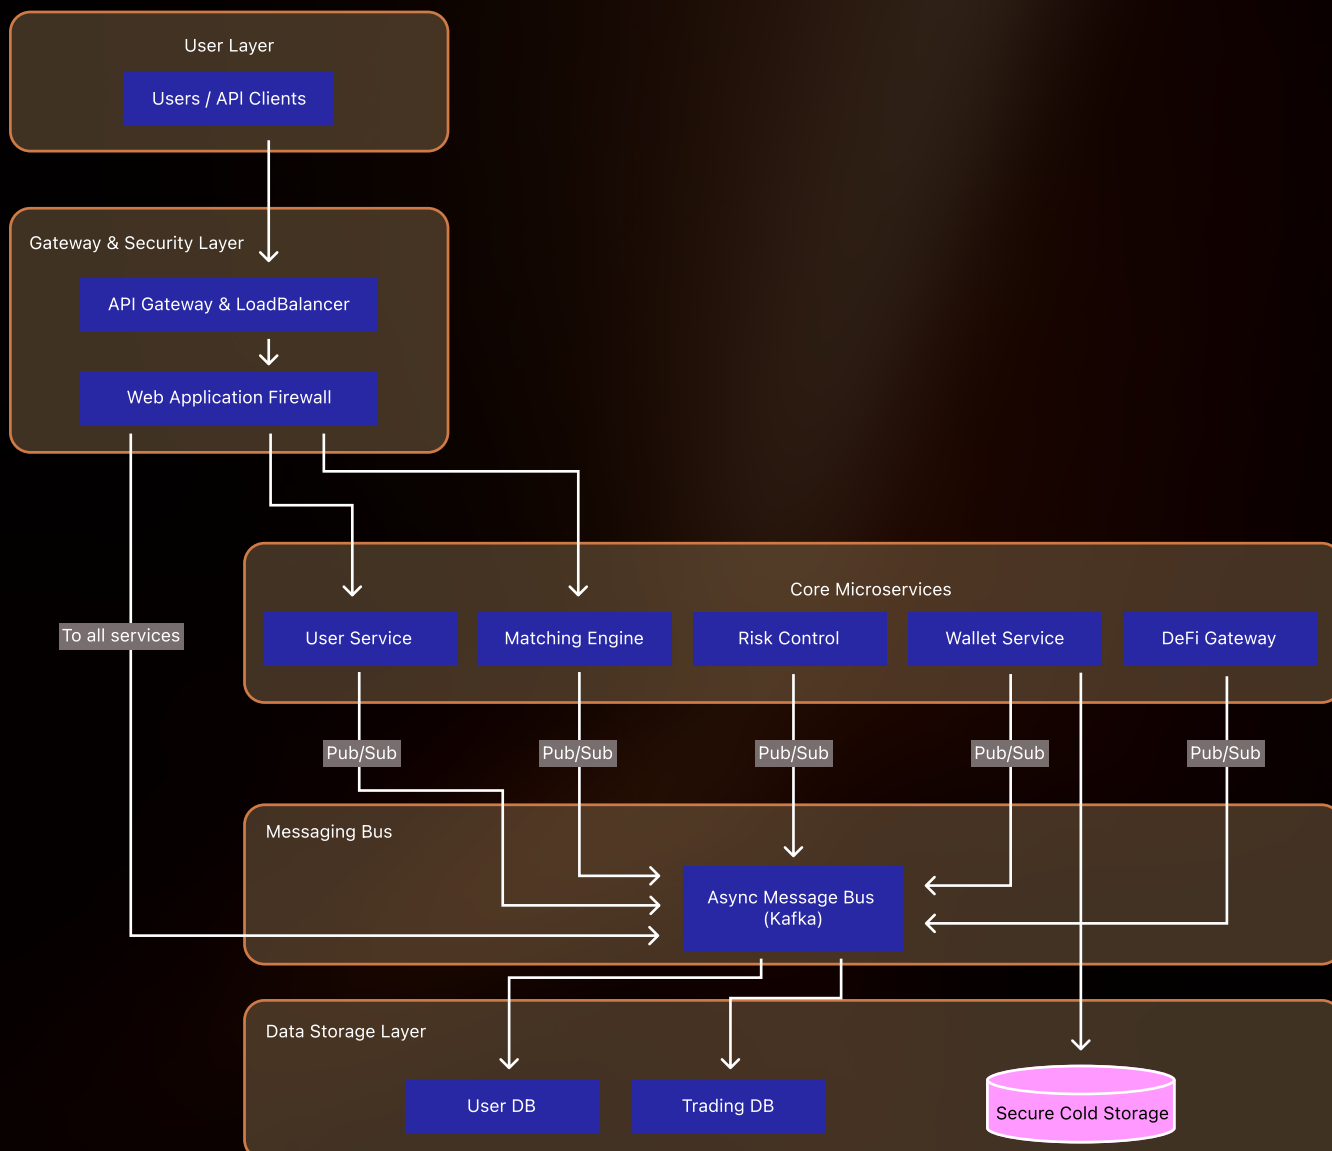 User Layer
Users / API Clients
Gateway & Security Layer
API Gateway & LoadBalancer
Web Application Firewall
Core Microservices
To all services
User Service
Matching Engine
Risk Control
Wallet Service
DeFi Gateway
Pub/Sub
Pub/Sub
Pub/Sub
Pub/Sub
Pub/Sub
Messaging Bus
Async Message Bus
(Kafka)
Data Storage Layer
User DB
Trading DB
Secure Cold Storage